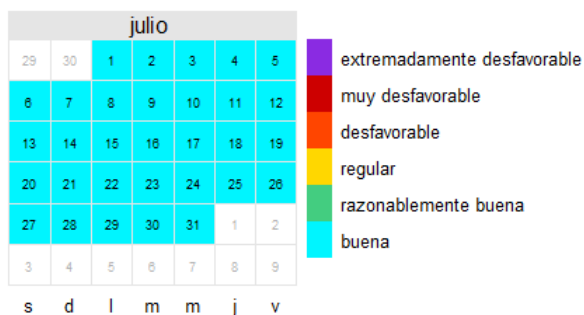 julio
29 30 1 2 3 4 5
6 7 8 9 10 11 12
13 14 15 16 17 18 19
20 21 22 23 24 25 26
27 28 29 30 31 1 2
3 4 5 6 7 8 9
s d l m m j v
extremadamente desfavorable
muy desfavorable
desfavorable
regular
razonablemente buena
buena